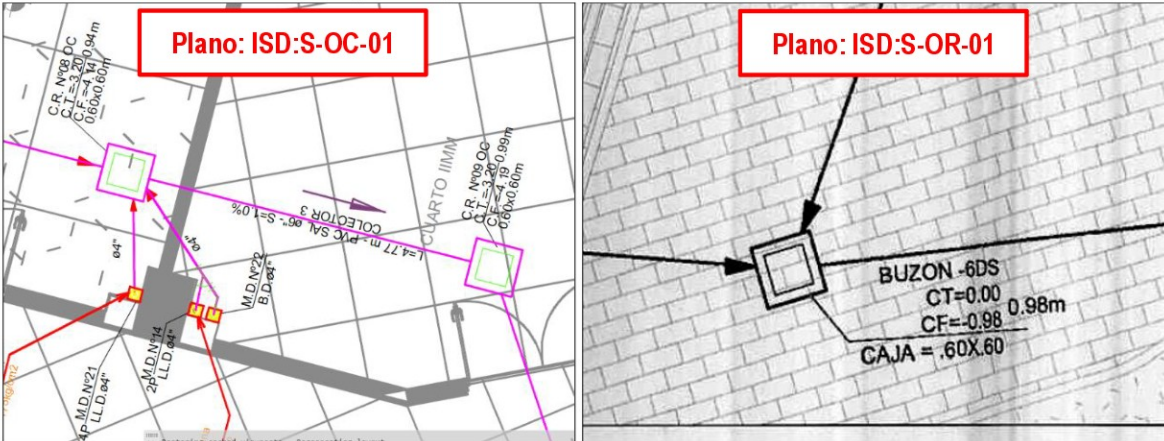 Plano: ISD:S-OC-01
C.R. Nº08 OC
C.T. =-3.20
C.F. =-4.14
0.94m
0.60x0.60m
ø4"
ø4"
L=4.77 m - PVC SAL ø6"- S=1.0%
COLECTOR 3
CUARTO IIMM
C.R. Nº09 OC
C.T. =-3.20
C.F. =-4.19
0.99m
0.60x0.60m
M.D.Nº22
B.D.ø4"
M.D.Nº14
2P
LL.D.ø4"
M.D.Nº21
4P
LL.D.ø4"
Plano: ISD:S-OR-01
BUZON -6DS
CT=0.00
CF=-0.98
0.98m
CAJA = .60X.60